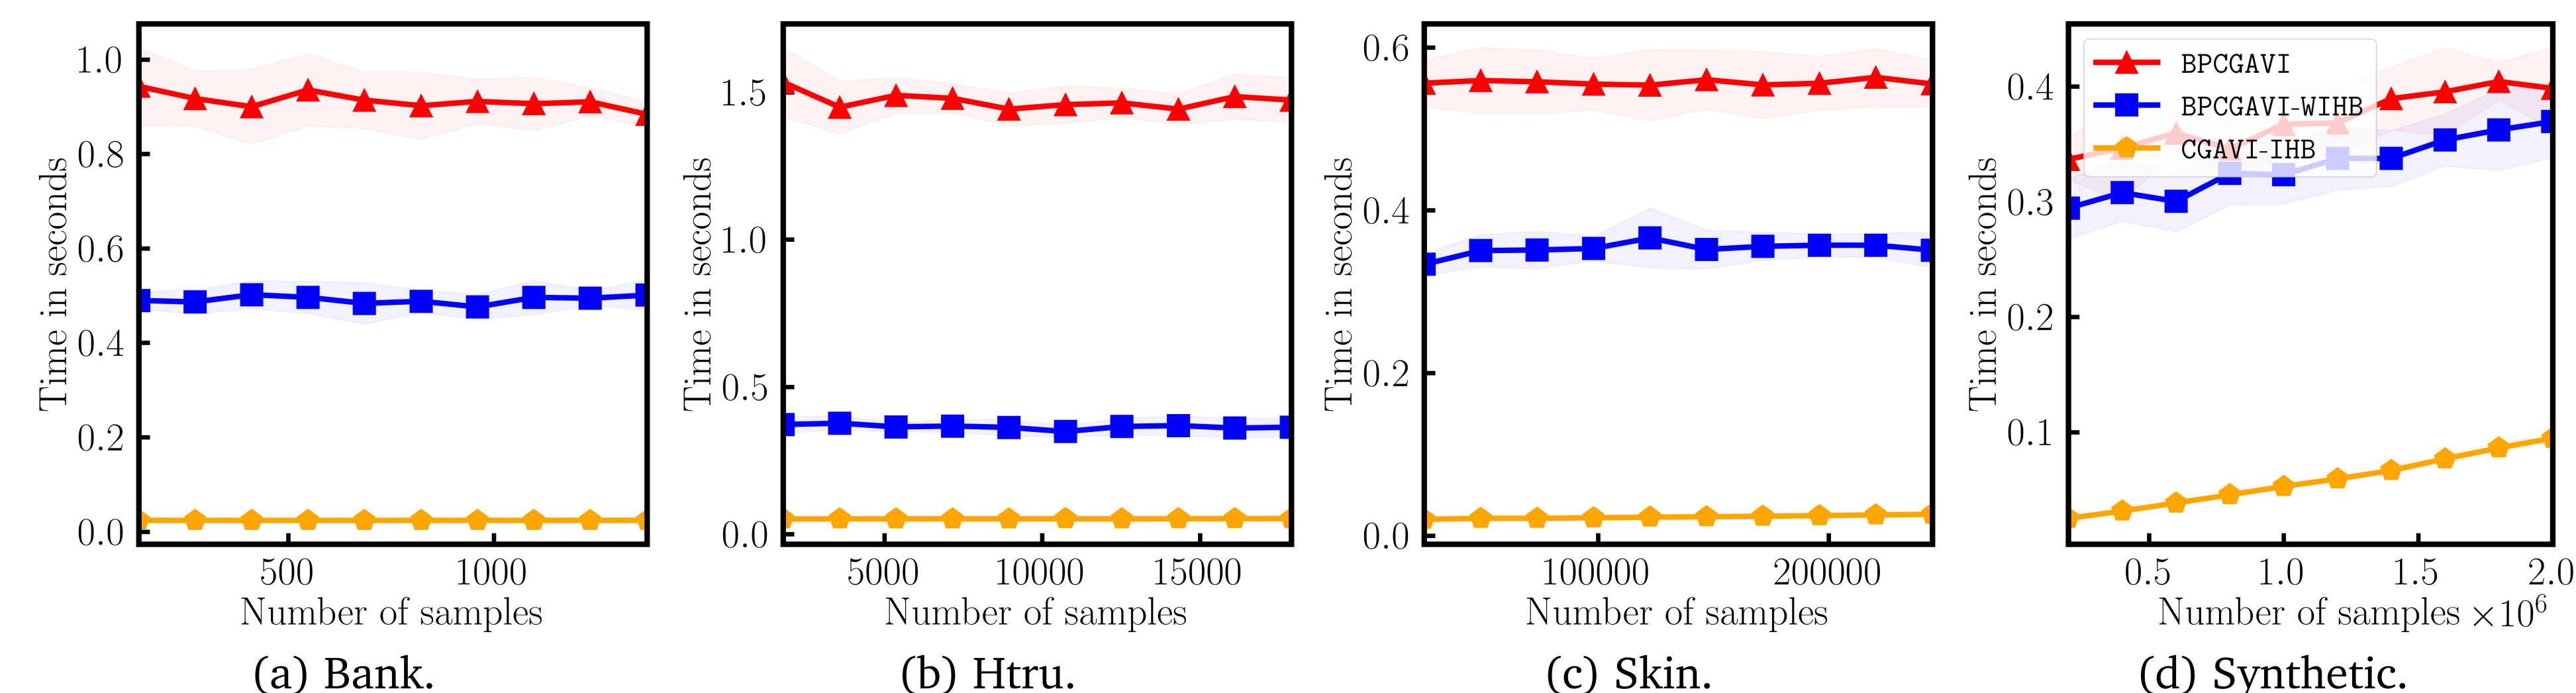 Time in seconds
1.0
0.8
0.6
0.4
0.2
0.0
500 1000
Number of samples
(a) Bank.
Time in seconds
1.5
1.0
0.5
0.0
5000 10000 15000
Number of samples
(b) Htru.
Time in seconds
0.6
0.4
0.2
0.0
100000 200000
Number of samples
(c) Skin.
Time in seconds
0.4
0.3
0.2
0.1
BPCGAVI
BPCGAVI-WIHB
CGAVI-IHB
0.5 1.0 1.5 2.0
Number of samples ×10⁶
(d) Synthetic.